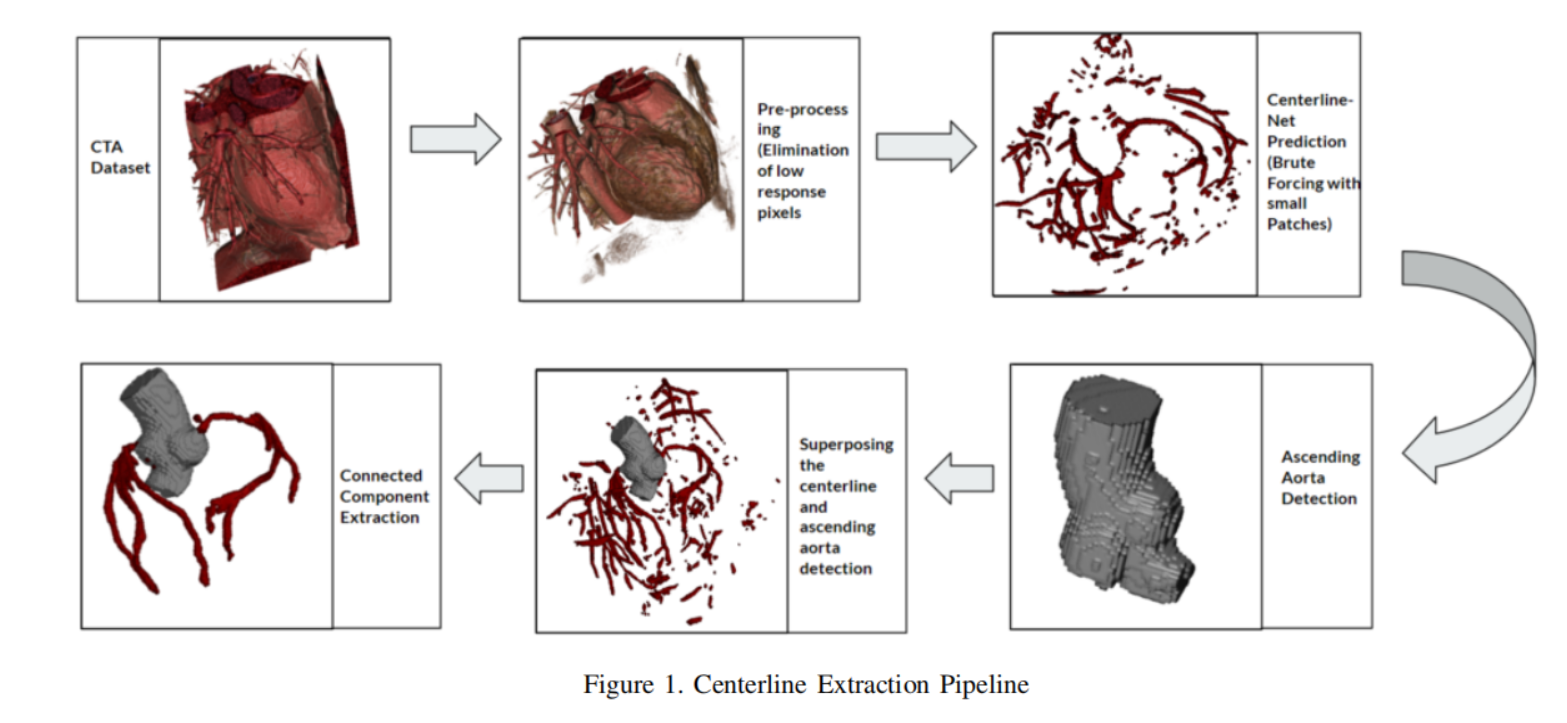 CTA
Dataset
Pre-process
ing
(Elimination
of low
response
pixels
Centerline-
Net
Prediction
(Brute
Forcing with
small
Patches)
Ascending
Aorta
Detection
Superposing
the
centerline
and
ascending
aorta
detection
Connected
Component
Extraction
Figure 1. Centerline Extraction Pipeline